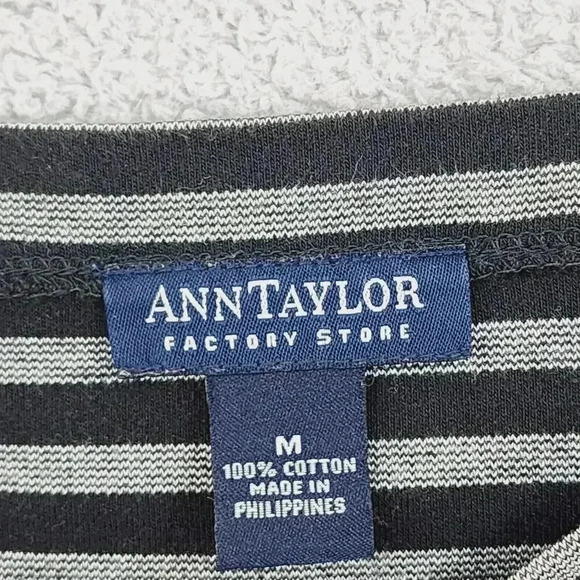 ANNTAYLOR
FACTORY STORE
M
100% COTTON
MADE IN
PHILIPPINES